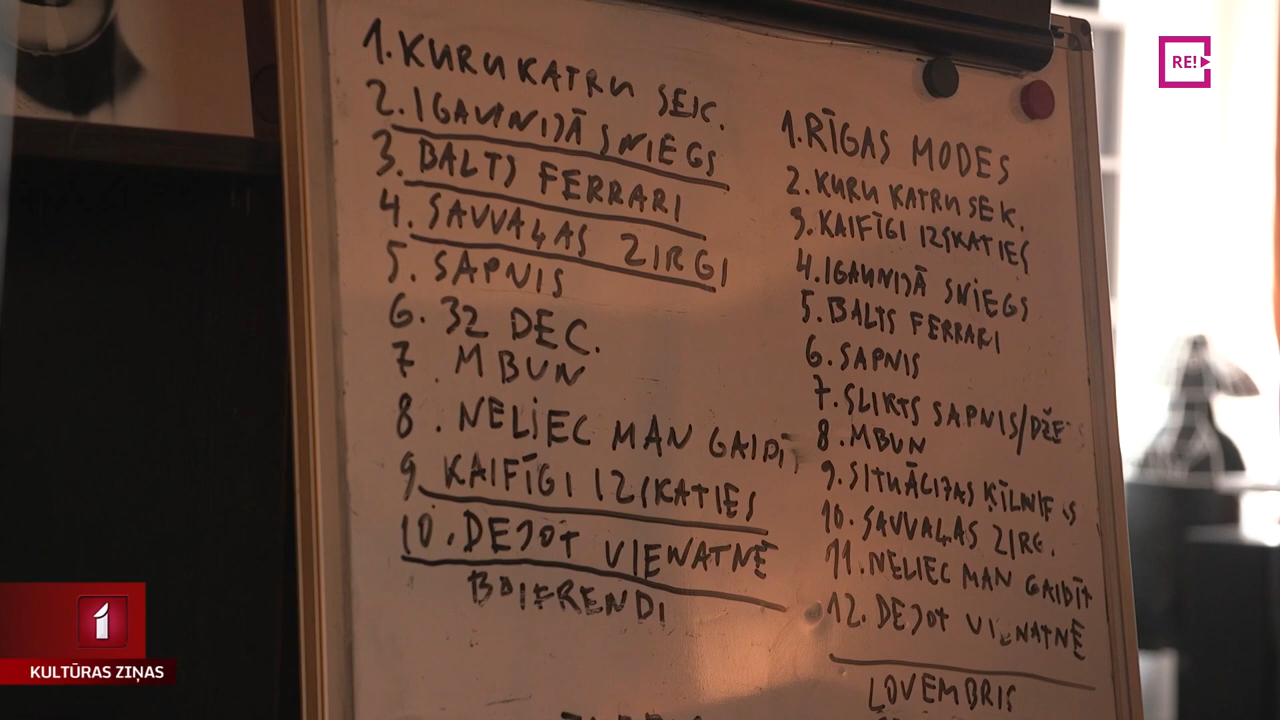 1. KURU KATRU SEK.
2. IGAUNIJĀ SNIEGS
3. BALTS FERRARI
4. SAVVAĻAS ZIRGI
5. SAPNIS
6. 32 DEC.
7. MBUN
8. NELIEC MAN GAIDĪT
9. KAIFĪGI IZSKATIES
10. DEJOT VIENATNĒ
BOIFRENDI
1. RĪGAS MODES
2. KURU KATRU SEK.
3. KAIFĪGI IZSKATIES
4. IGAUNIJĀ SNIEGS
5. BALTS FERRARI
6. SAPNIS
7. SLIKTS SAPNIS/DŽE
8. MBUN
9. SITUĀCIJAS ĶĪLNIEKS
10. SAVVAĻAS ZIRG.
11. NELIEC MAN GAIDĪT
12. DEJOT VIENATNĒ
LOVEMBRIS
RE!
1
KULTŪRAS ZIŅAS